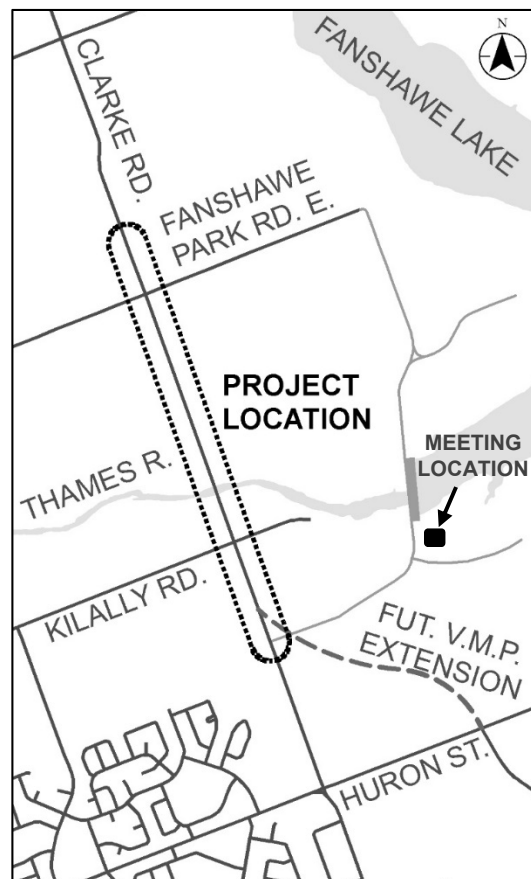 N
FANSHAWE LAKE
CLARKE RD.
FANSHAWE
PARK RD. E.
PROJECT
LOCATION
MEETING
LOCATION
THAMES R.
KILALLY RD.
FUT. V.M.P.
EXTENSION
HURON ST.